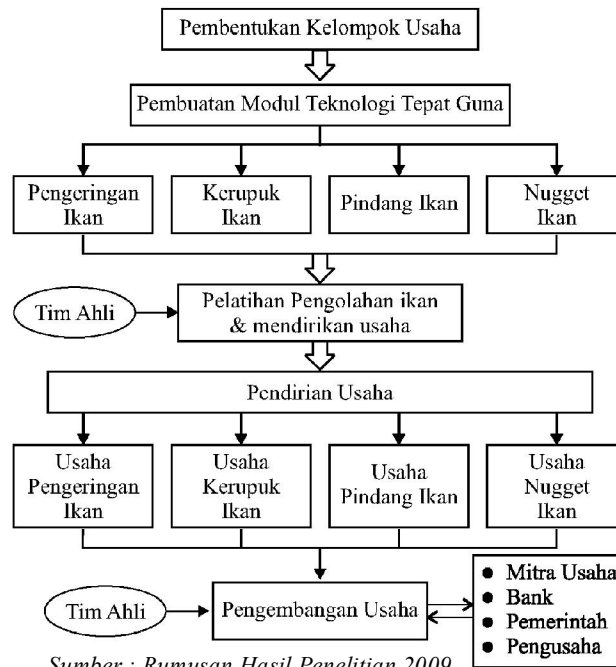 Pembentukan Kelompok Usaha
Pembuatan Modul Teknologi Tepat Guna
Pengeringan
Ikan
Kerupuk
Ikan
Pindang Ikan
Nugget
Ikan
Tim Ahli
Pelatihan Pengolahan ikan
& mendirikan usaha
Pendirian Usaha
Usaha
Pengeringan
Ikan
Usaha
Kerupuk
Ikan
Usaha
Pindang Ikan
Usaha
Nugget
Ikan
Tim Ahli
Pengembangan Usaha
● Mitra Usaha
● Bank
● Pemerintah
● Pengusaha
Sumber : Rumusan Hasil Penelitian 2009